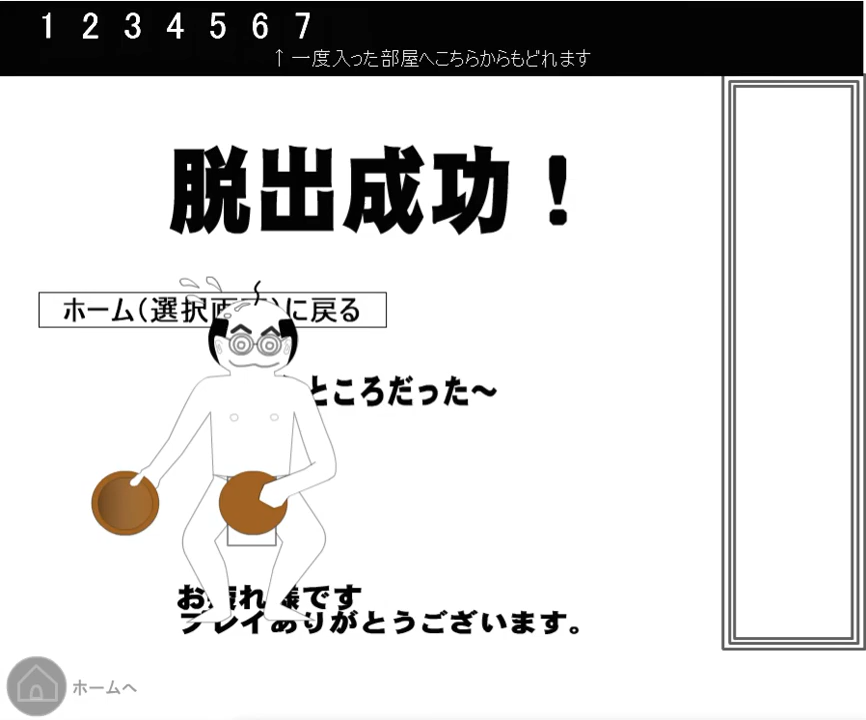 1 2 3 4 5 6 7
↑一度入った部屋へこちらからもどれます
脱出成功！
ホーム(選択画面)に戻る
ところだった～
お疲れ様です
プレイありがとうございます。
ホームへ